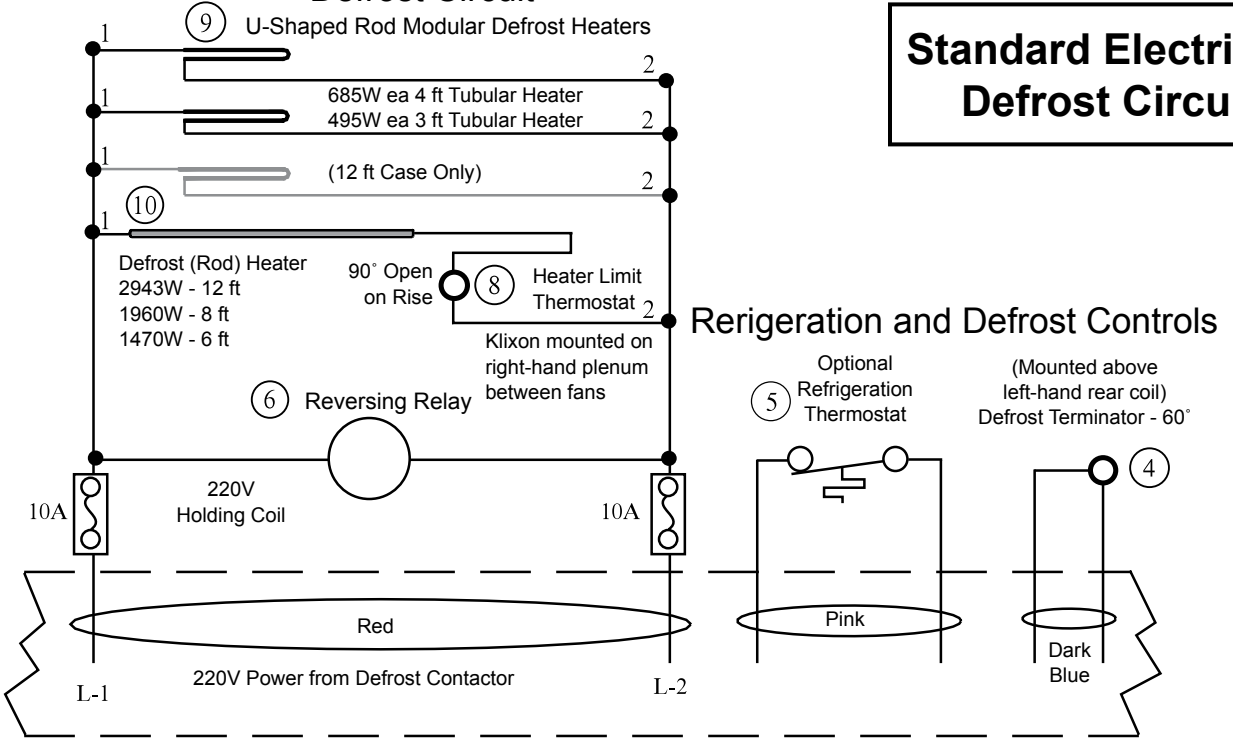 Defrost Circuit
9
U-Shaped Rod Modular Defrost Heaters
Standard Electri
Defrost Circu
1
2
685W ea 4 ft Tubular Heater
495W ea 3 ft Tubular Heater
1
2
1
(12 ft Case Only)
2
10
1
Defrost (Rod) Heater
2943W - 12 ft
1960W - 8 ft
1470W - 6 ft
90˚ Open
on Rise
8
Heater Limit
Thermostat
2
Klixon mounted on
right-hand plenum
between fans
Rerigeration and Defrost Controls
6
Reversing Relay
220V
Holding Coil
5
Optional
Refrigeration
Thermostat
(Mounted above
left-hand rear coil)
Defrost Terminator - 60˚
4
10A
10A
Red
Pink
Dark
Blue
L-1
220V Power from Defrost Contactor
L-2